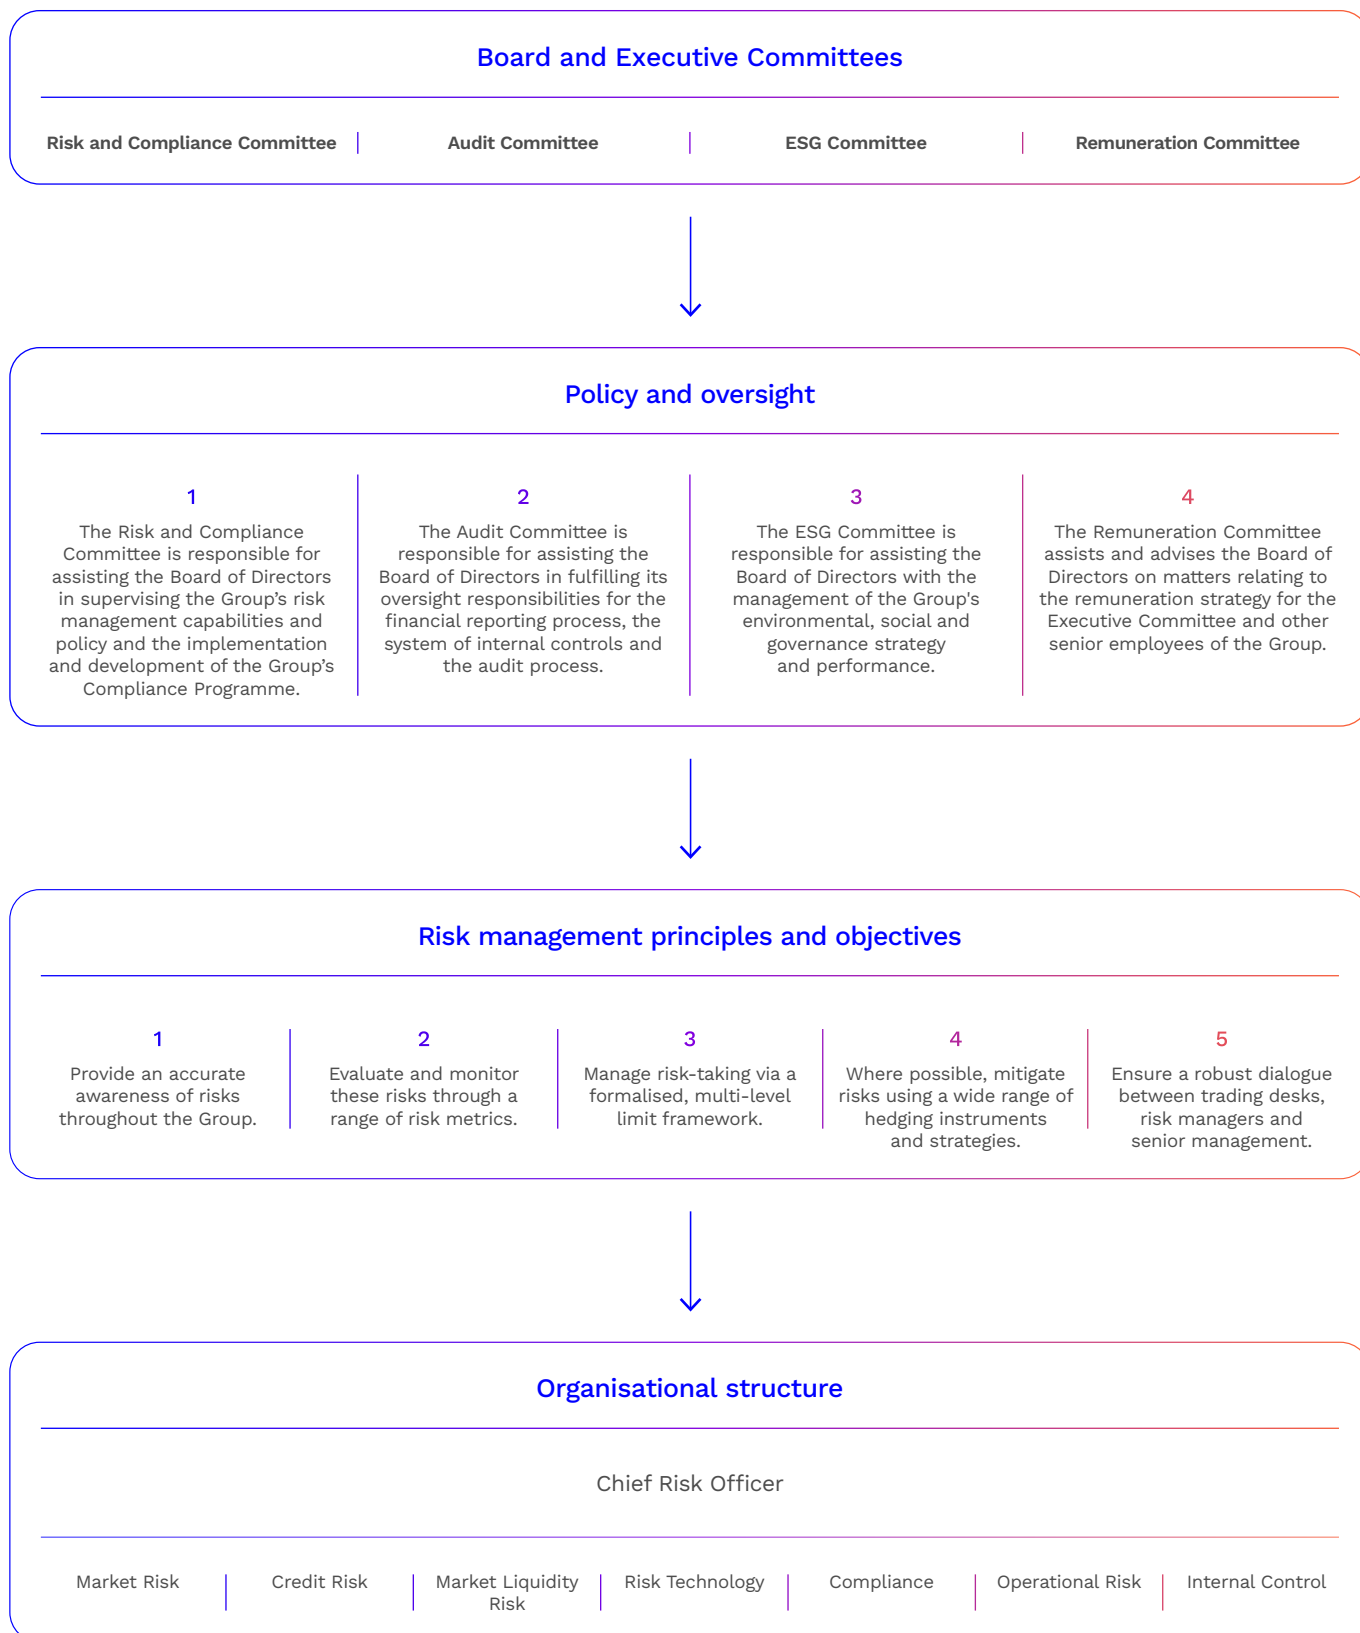 Board and Executive Committees
Risk and Compliance Committee
Audit Committee
ESG Committee
Remuneration Committee
Policy and oversight
1
The Risk and Compliance
Committee is responsible for
assisting the Board of Directors
in supervising the Group’s risk
management capabilities and
policy and the implementation
and development of the Group’s
Compliance Programme.
2
The Audit Committee is
responsible for assisting the
Board of Directors in fulfilling its
oversight responsibilities for the
financial reporting process, the
system of internal controls and
the audit process.
3
The ESG Committee is
responsible for assisting the
Board of Directors with the
management of the Group's
environmental, social and
governance strategy
and performance.
4
The Remuneration Committee
assists and advises the Board of
Directors on matters relating to
the remuneration strategy for the
Executive Committee and other
senior employees of the Group.
Risk management principles and objectives
1
Provide an accurate
awareness of risks
throughout the Group.
2
Evaluate and monitor
these risks through a
range of risk metrics.
3
Manage risk-taking via a
formalised, multi-level
limit framework.
4
Where possible, mitigate
risks using a wide range of
hedging instruments
and strategies.
5
Ensure a robust dialogue
between trading desks,
risk managers and
senior management.
Organisational structure
Chief Risk Officer
Market Risk
Credit Risk
Market Liquidity
Risk
Risk Technology
Compliance
Operational Risk
Internal Control